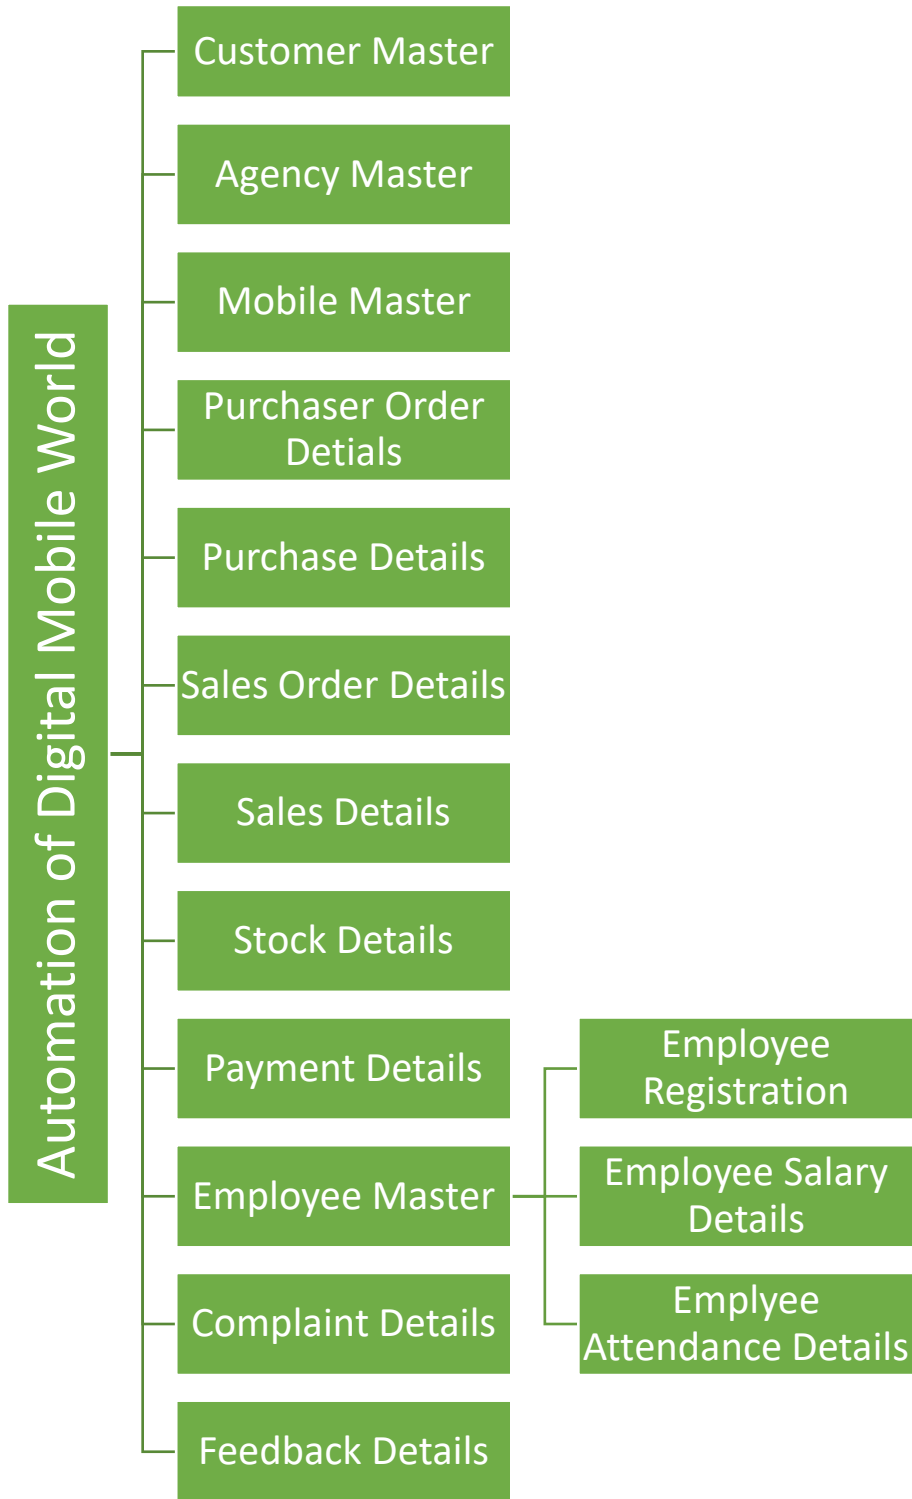 Automation of Digital Mobile World
Customer Master
Agency Master
Mobile Master
Purchaser Order
Detials
Purchase Details
Sales Order Details
Sales Details
Stock Details
Payment Details
Employee Master
Employee
Registration
Employee Salary
Details
Emplyee
Attendance Details
Complaint Details
Feedback Details